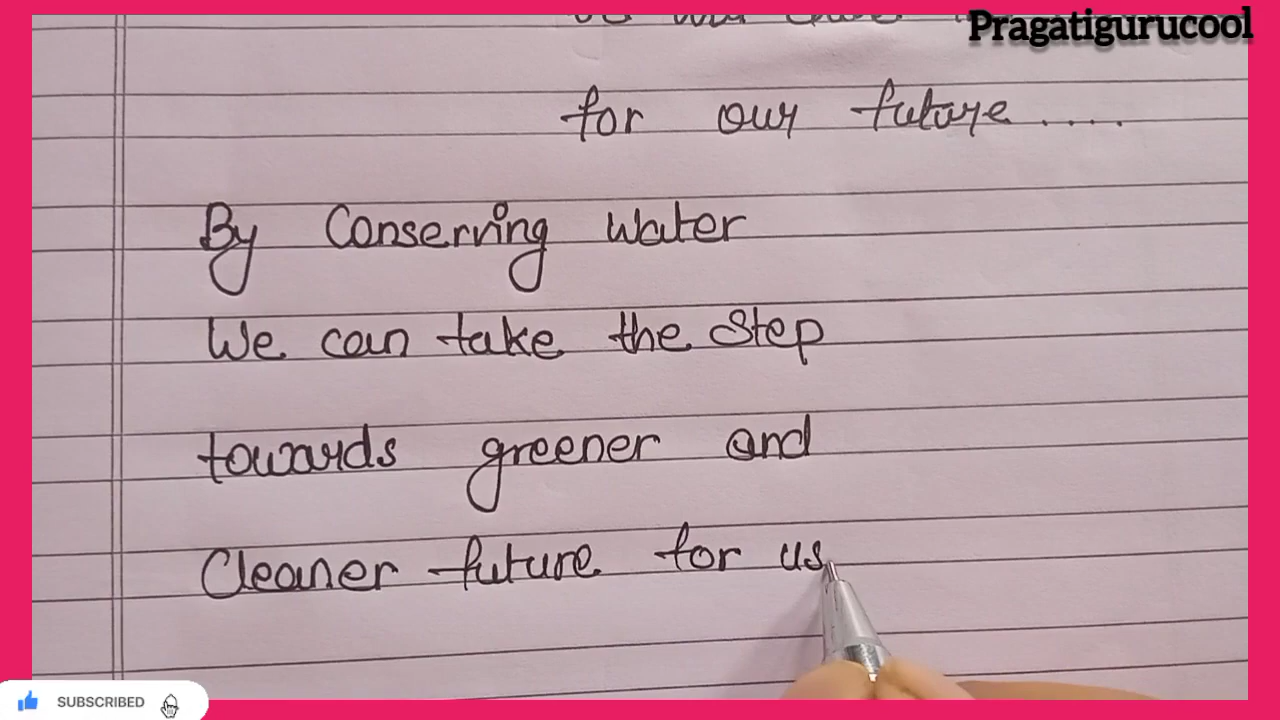 Pragatigurucool
for our future....
By Conserving Water
We can take the Step
towards greener and
Cleaner future for us
SUBSCRIBED